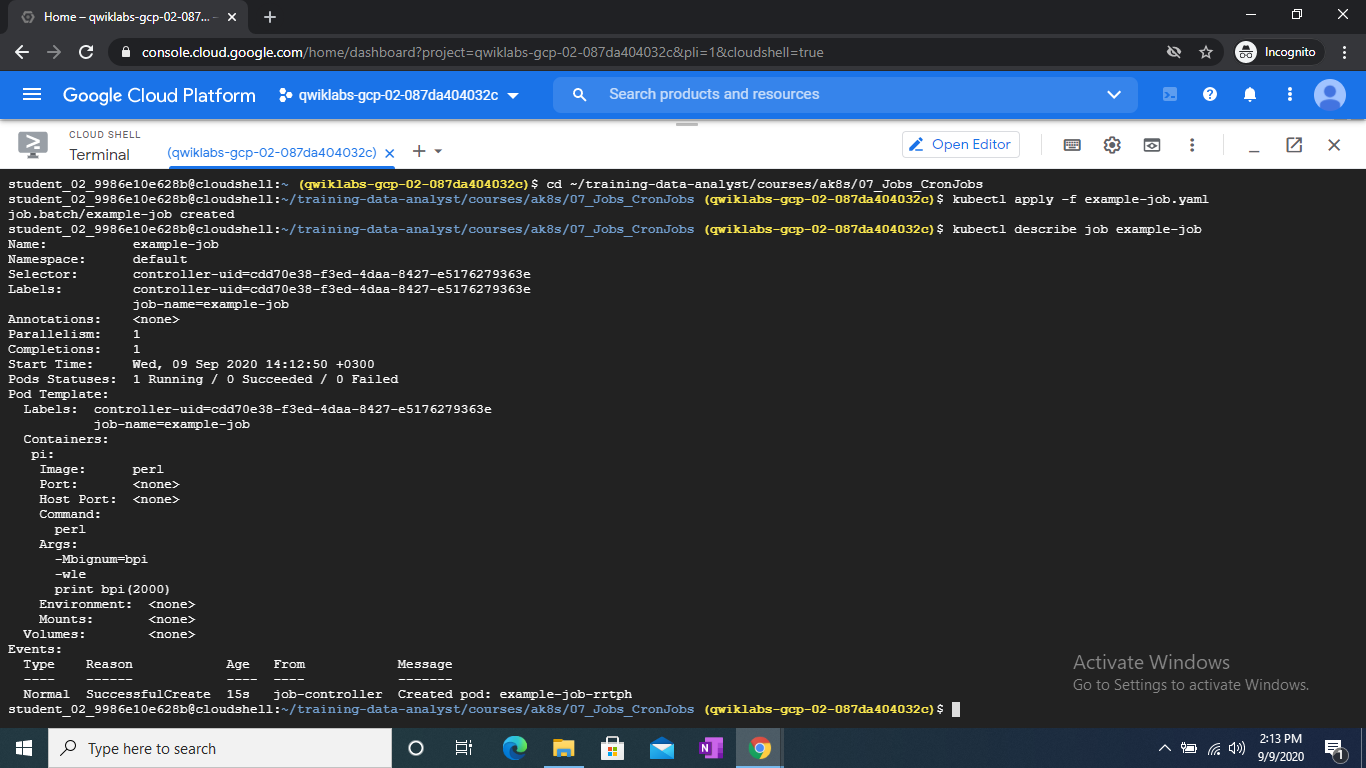 Home – qwiklabs-gcp-02-087...
console.cloud.google.com/home/dashboard?project=qwiklabs-gcp-02-087da404032c&pli=1&cloudshell=true
Incognito
Google Cloud Platform
qwiklabs-gcp-02-087da404032c
Search products and resources
CLOUD SHELL
Terminal
(qwiklabs-gcp-02-087da404032c)
Open Editor
student_02_9986e10e628b@cloudshell:~ (qwiklabs-gcp-02-087da404032c)$ cd ~/training-data-analyst/courses/ak8s/07_Jobs_CronJobs
student_02_9986e10e628b@cloudshell:~/training-data-analyst/courses/ak8s/07_Jobs_CronJobs (qwiklabs-gcp-02-087da404032c)$ kubectl apply -f example-job.yaml
job.batch/example-job created
student_02_9986e10e628b@cloudshell:~/training-data-analyst/courses/ak8s/07_Jobs_CronJobs (qwiklabs-gcp-02-087da404032c)$ kubectl describe job example-job
Name:           example-job
Namespace:      default
Selector:       controller-uid=cdd70e38-f3ed-4daa-8427-e5176279363e
Labels:         controller-uid=cdd70e38-f3ed-4daa-8427-e5176279363e
                job-name=example-job
Annotations:    <none>
Parallelism:    1
Completions:    1
Start Time:     Wed, 09 Sep 2020 14:12:50 +0300
Pods Statuses:  1 Running / 0 Succeeded / 0 Failed
Pod Template:
  Labels:  controller-uid=cdd70e38-f3ed-4daa-8427-e5176279363e
           job-name=example-job
  Containers:
   pi:
    Image:      perl
    Port:       <none>
    Host Port:  <none>
    Command:
      perl
    Args:
      -Mbignum=bpi
      -wle
      print bpi(2000)
    Environment:  <none>
    Mounts:       <none>
  Volumes:        <none>
Events:
  Type    Reason            Age   From            Message
  ----    ------            ----  ----            -------
  Normal  SuccessfulCreate  15s   job-controller  Created pod: example-job-rrtph
student_02_9986e10e628b@cloudshell:~/training-data-analyst/courses/ak8s/07_Jobs_CronJobs (qwiklabs-gcp-02-087da404032c)$
Activate Windows
Go to Settings to activate Windows.
Type here to search
2:13 PM
9/9/2020
1